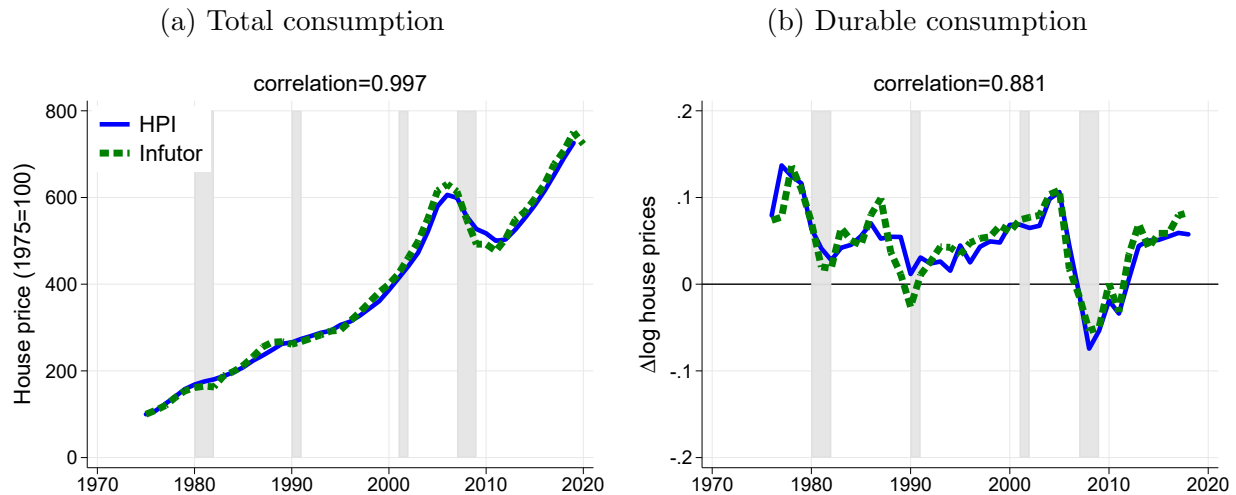 (a) Total consumption
correlation=0.997
HPI
Infutor
House price (1975=100)
800
600
400
200
0
1970 1980 1990 2000 2010 2020
(b) Durable consumption
correlation=0.881
Δlog house prices
.2
.1
0
-.1
-.2
1970 1980 1990 2000 2010 2020